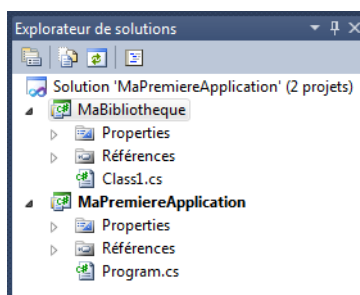 Explorateur de solutions
Solution 'MaPremiereApplication' (2 projets)
MaBibliotheque
Properties
Références
Class1.cs
MaPremiereApplication
Properties
Références
Program.cs